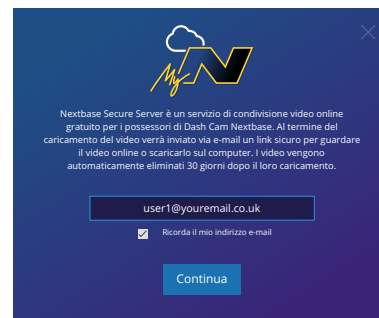 My N
Nextbase Secure Server è un servizio di condivisione video online
gratuito per i possessori di Dash Cam Nextbase. Al termine del
caricamento del video verrà inviato via e-mail un link sicuro per guardare
il video online o scaricarlo sul computer. I video vengono
automaticamente eliminati 30 giorni dopo il loro caricamento.
user1@youremail.co.uk
Ricorda il mio indirizzo e-mail
Continua